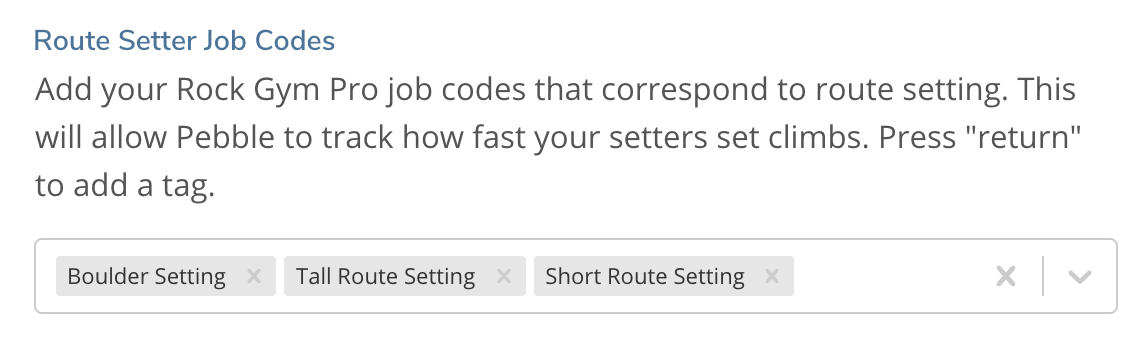 Route Setter Job Codes
Add your Rock Gym Pro job codes that correspond to route setting. This
will allow Pebble to track how fast your setters set climbs. Press "return"
to add a tag.
Boulder Setting Tall Route Setting Short Route Setting